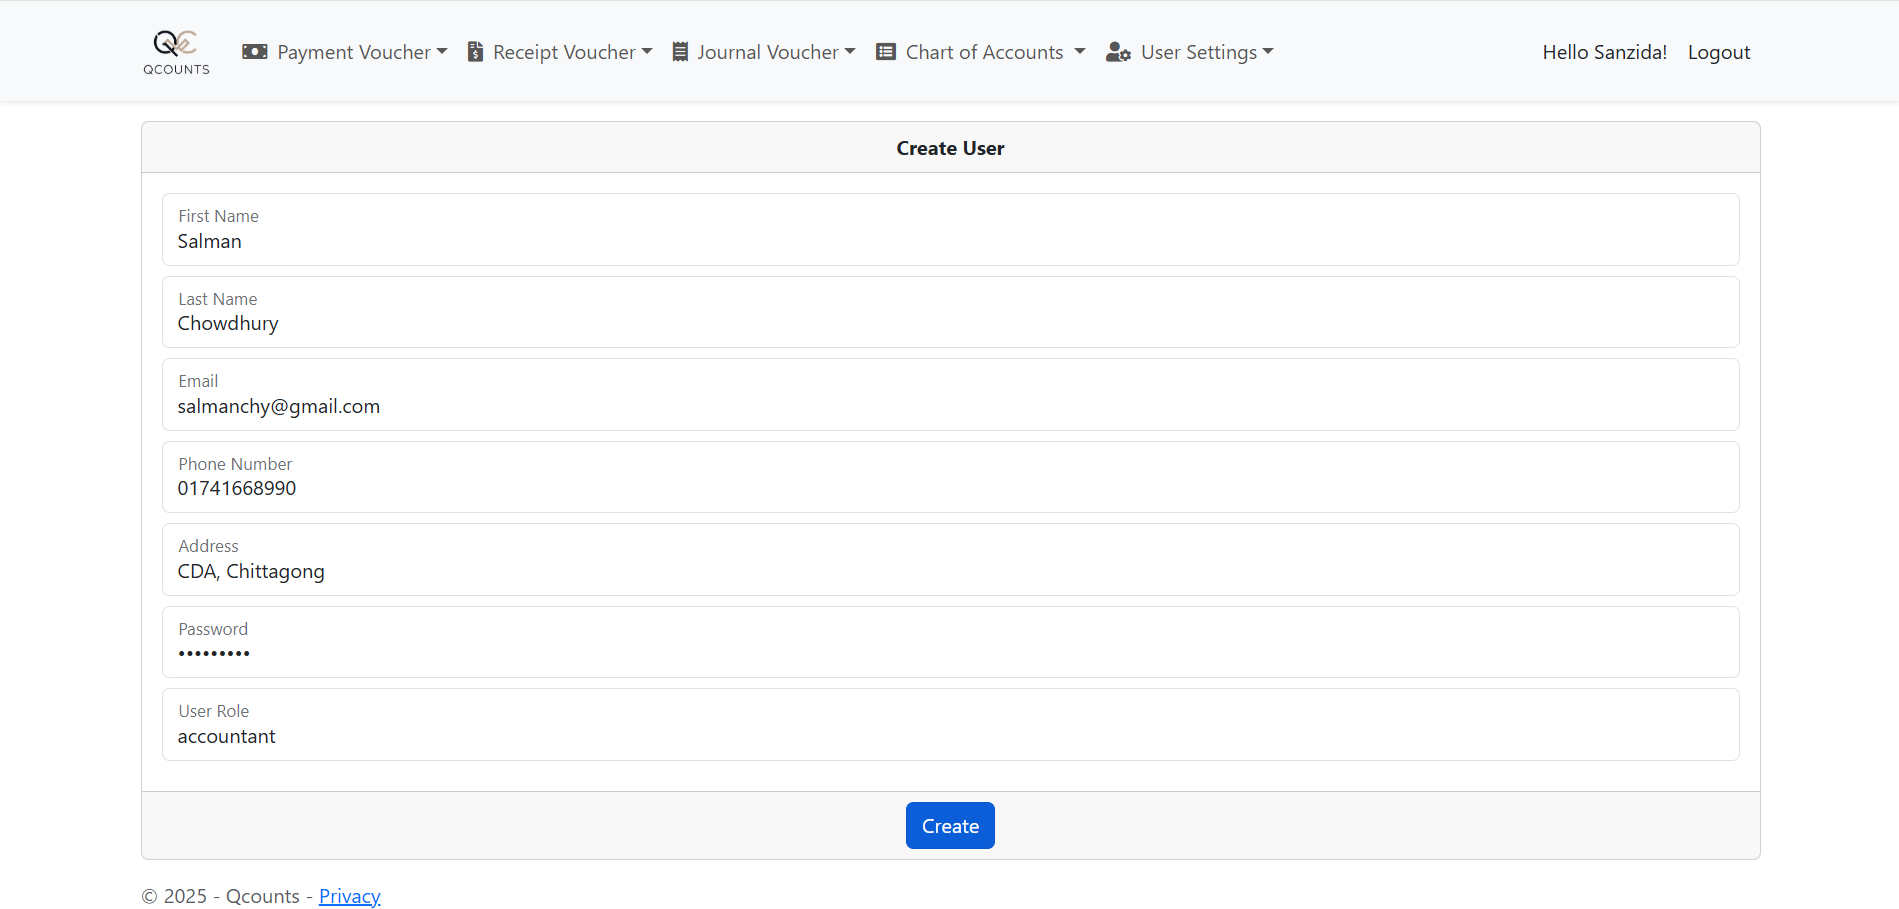 QC
QCOUNTS
Payment Voucher Receipt Voucher Journal Voucher Chart of Accounts User Settings Hello Sanzida! Logout
Create User
First Name
Salman
Last Name
Chowdhury
Email
salmanchy@gmail.com
Phone Number
01741668990
Address
CDA, Chittagong
Password
•••••••••
User Role
accountant
Create
© 2025 - Qcounts - Privacy